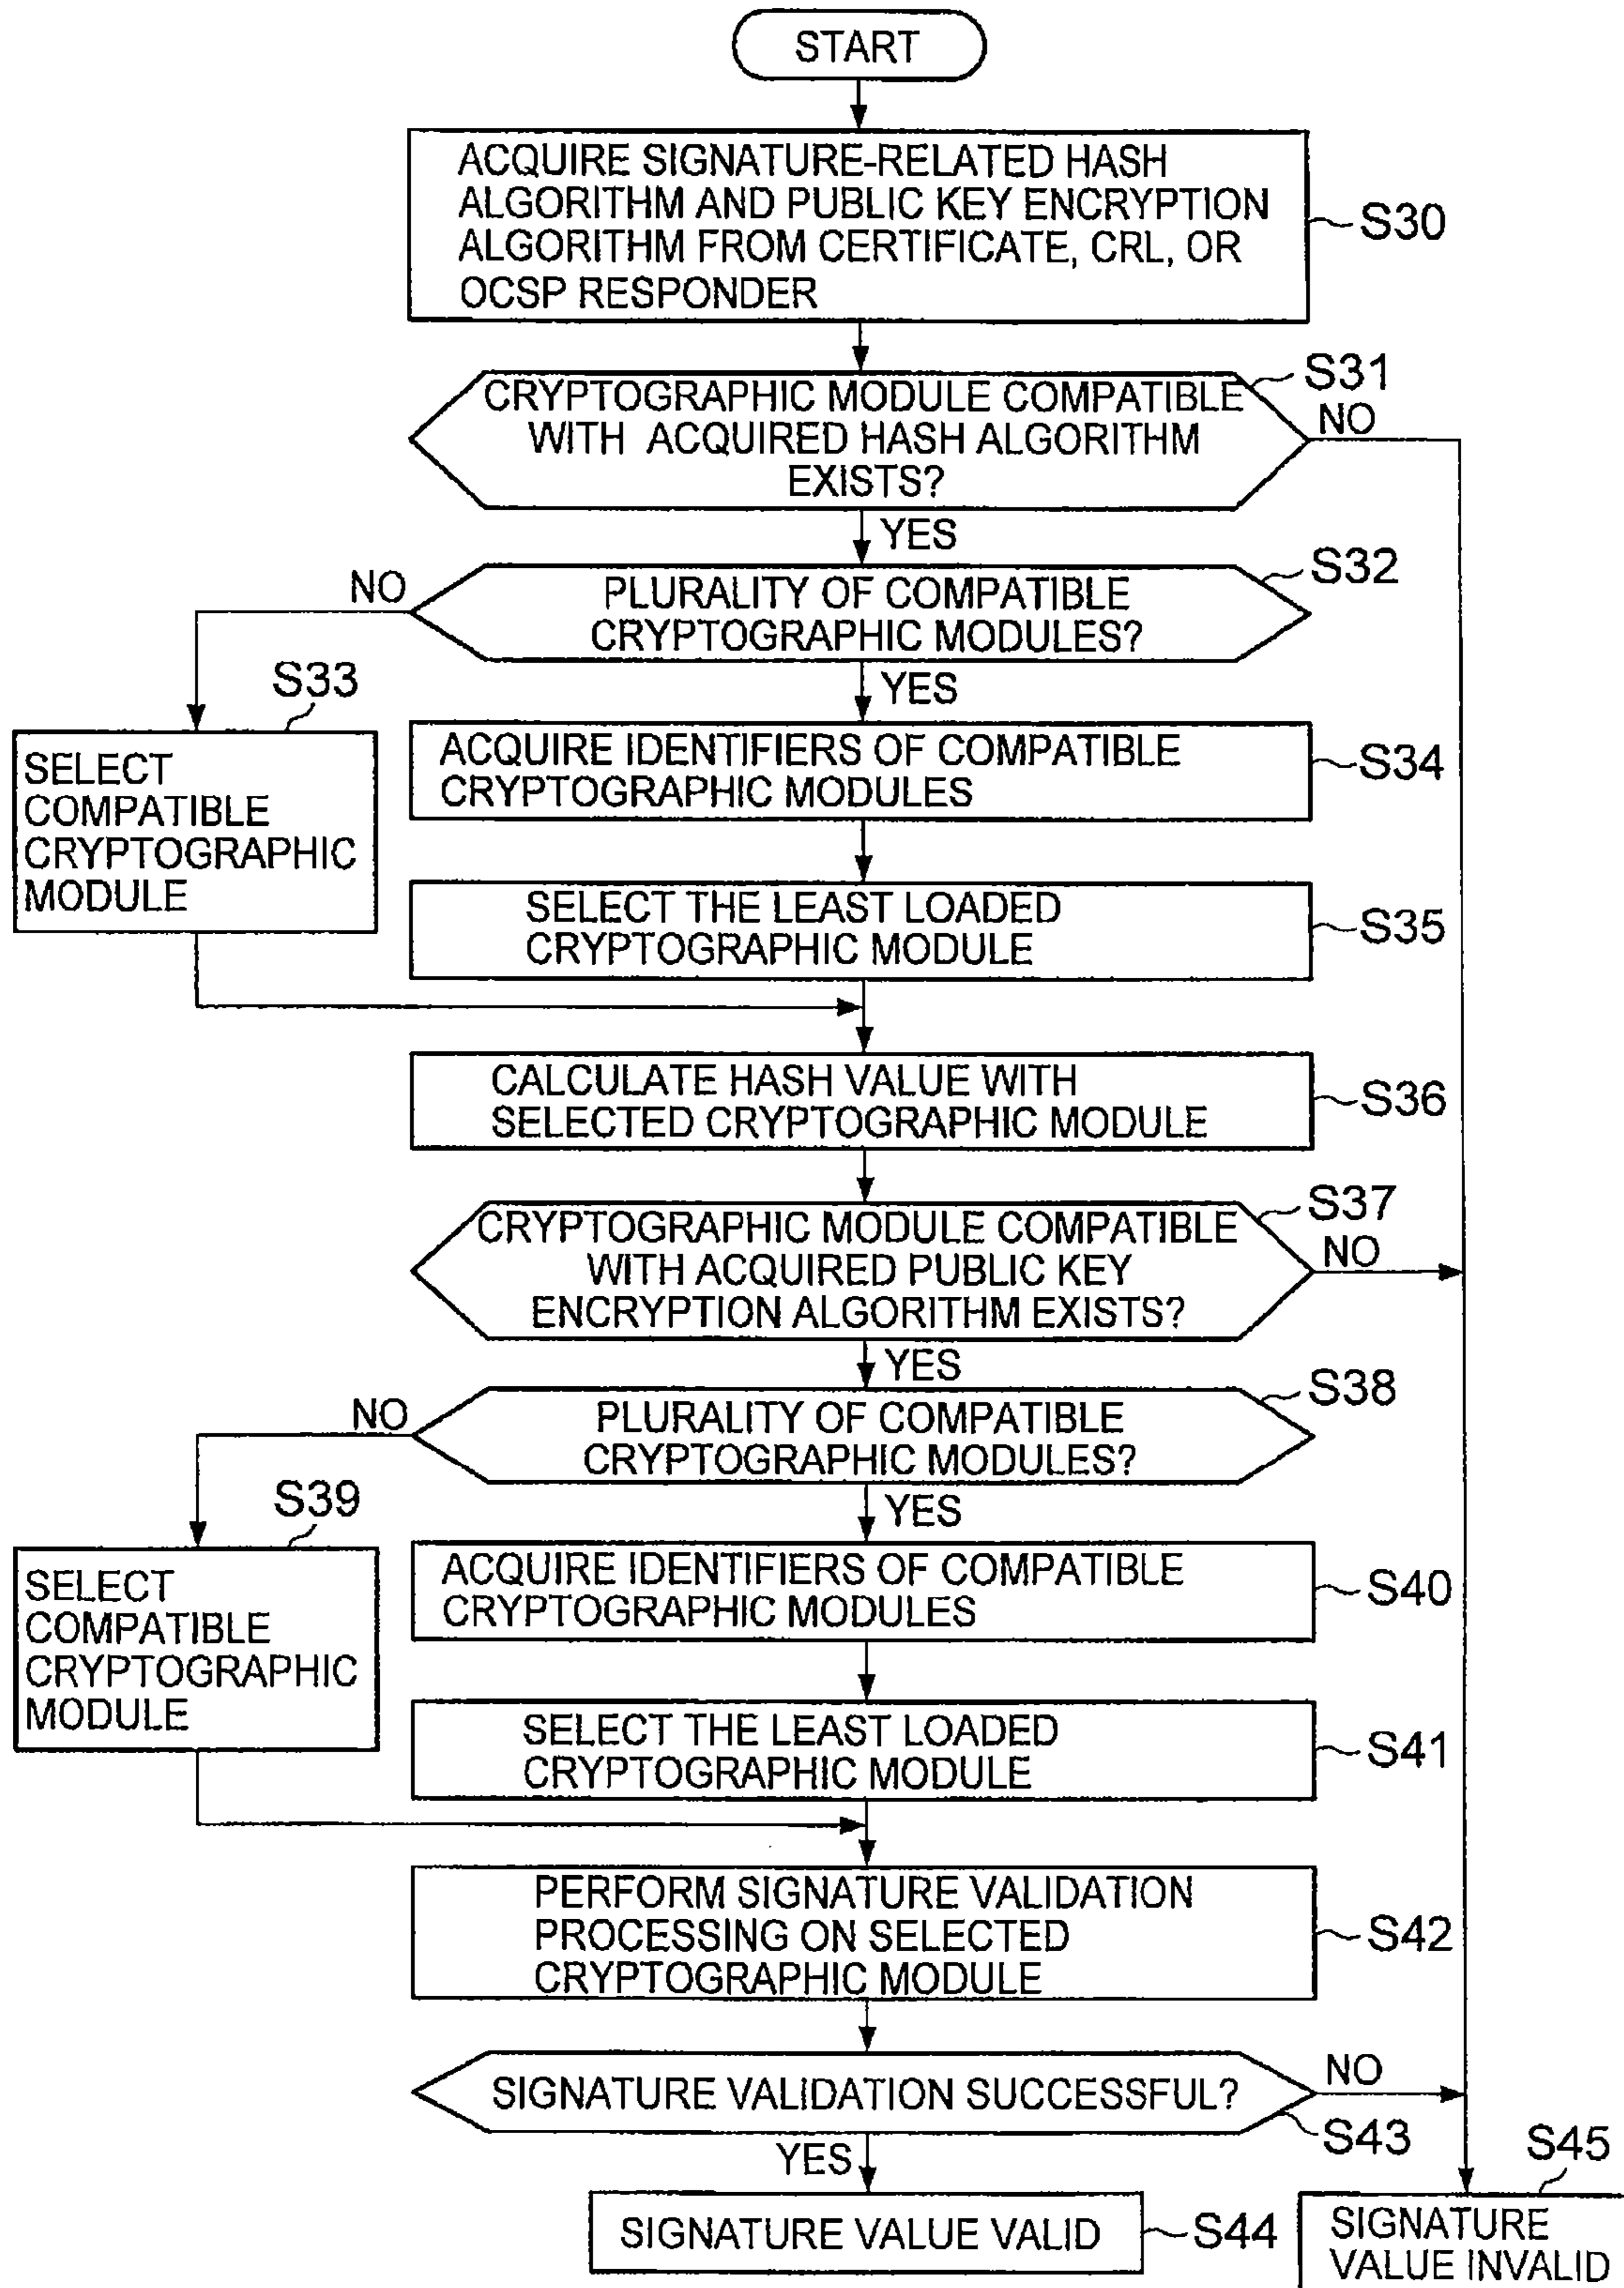 START
ACQUIRE SIGNATURE-RELATED HASH
ALGORITHM AND PUBLIC KEY ENCRYPTION
ALGORITHM FROM CERTIFICATE, CRL, OR
OCSP RESPONDER
S30
CRYPTOGRAPHIC MODULE COMPATIBLE
WITH ACQUIRED HASH ALGORITHM
EXISTS?
S31
NO
YES
PLURALITY OF COMPATIBLE
CRYPTOGRAPHIC MODULES?
S32
NO
YES
S33
SELECT
COMPATIBLE
CRYPTOGRAPHIC
MODULE
ACQUIRE IDENTIFIERS OF COMPATIBLE
CRYPTOGRAPHIC MODULES
S34
SELECT THE LEAST LOADED
CRYPTOGRAPHIC MODULE
S35
CALCULATE HASH VALUE WITH
SELECTED CRYPTOGRAPHIC MODULE
S36
CRYPTOGRAPHIC MODULE COMPATIBLE
WITH ACQUIRED PUBLIC KEY
ENCRYPTION ALGORITHM EXISTS?
S37
NO
YES
PLURALITY OF COMPATIBLE
CRYPTOGRAPHIC MODULES?
S38
NO
YES
S39
SELECT
COMPATIBLE
CRYPTOGRAPHIC
MODULE
ACQUIRE IDENTIFIERS OF COMPATIBLE
CRYPTOGRAPHIC MODULES
S40
SELECT THE LEAST LOADED
CRYPTOGRAPHIC MODULE
S41
PERFORM SIGNATURE VALIDATION
PROCESSING ON SELECTED
CRYPTOGRAPHIC MODULE
S42
SIGNATURE VALIDATION SUCCESSFUL?
NO
S43
YES
SIGNATURE VALUE VALID
S44
S45
SIGNATURE
VALUE INVALID